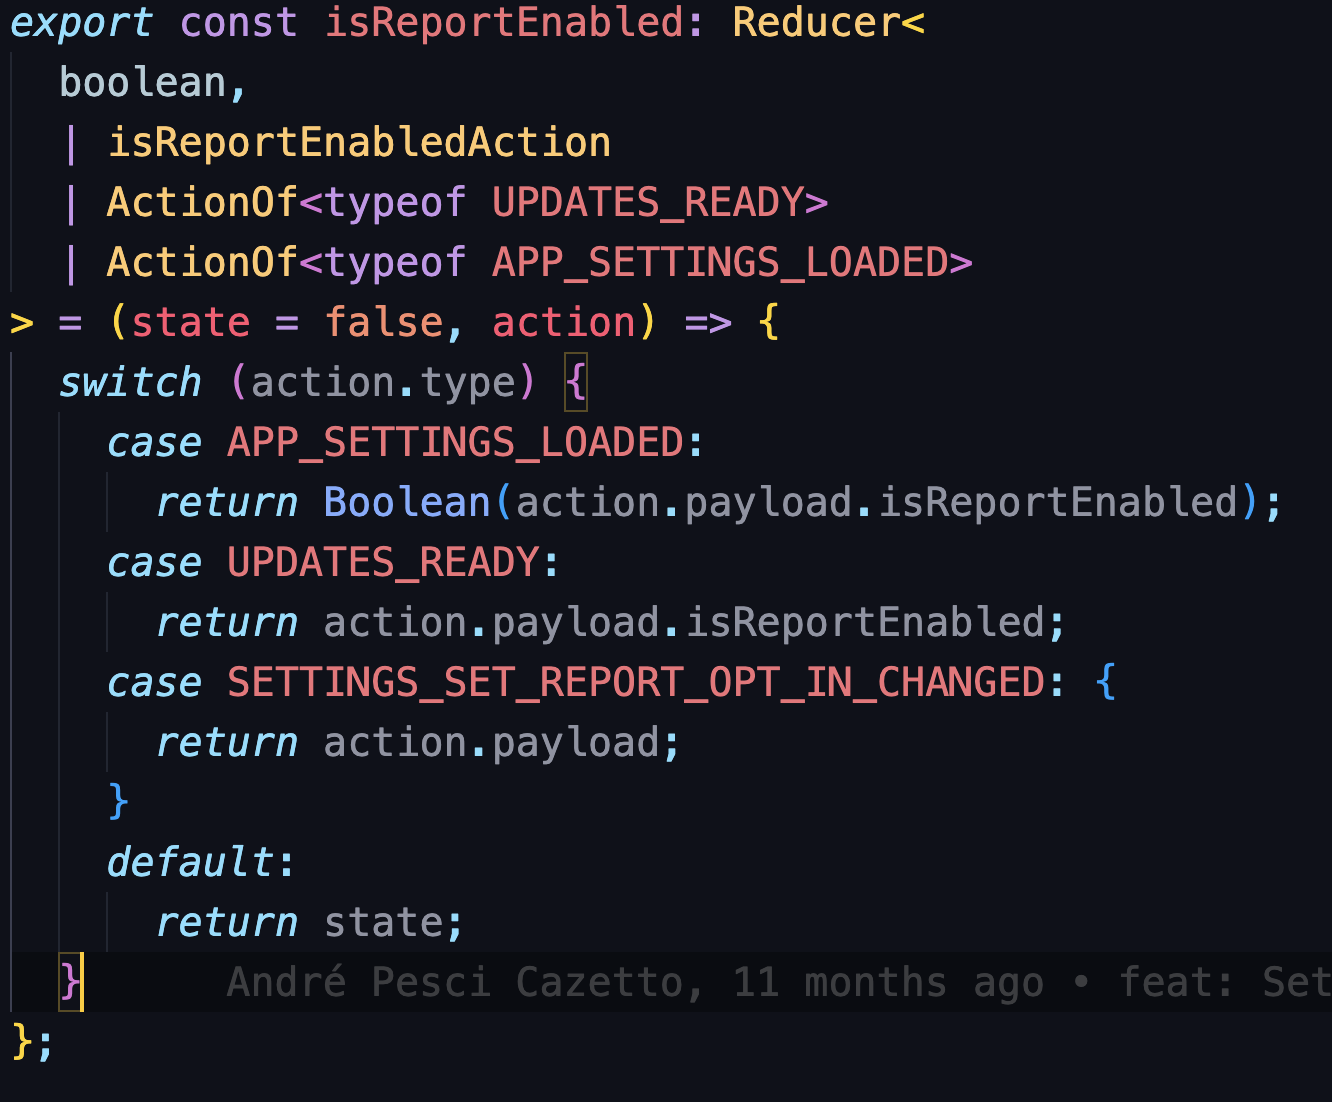 export const isReportEnabled: Reducer<
  boolean,
  | isReportEnabledAction
  | ActionOf<typeof UPDATES_READY>
  | ActionOf<typeof APP_SETTINGS_LOADED>
> = (state = false, action) => {
  switch (action.type) {
    case APP_SETTINGS_LOADED:
      return Boolean(action.payload.isReportEnabled);
    case UPDATES_READY:
      return action.payload.isReportEnabled;
    case SETTINGS_SET_REPORT_OPT_IN_CHANGED: {
      return action.payload;
    }
    default:
      return state;
  }      André Pesci Cazetto, 11 months ago • feat: Set
};